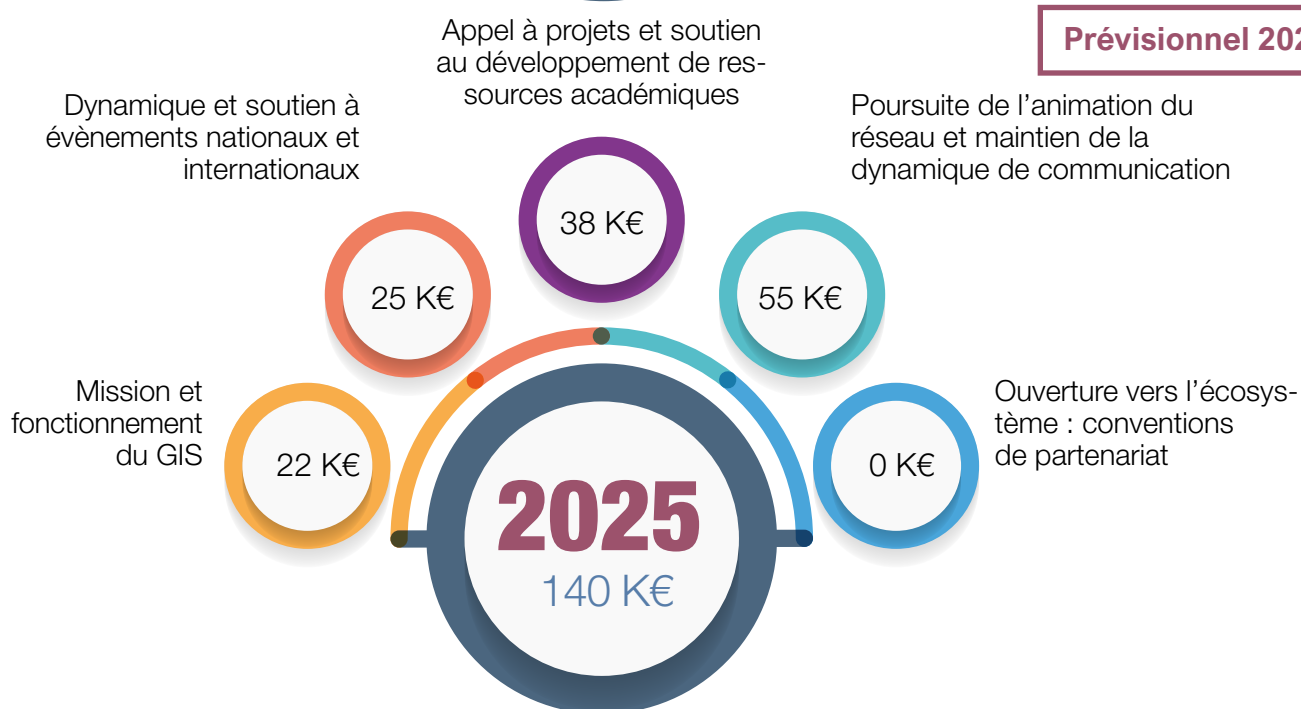 Appel à projets et soutien
au développement de res-
sources académiques
Prévisionnel 202
Dynamique et soutien à
évènements nationaux et
internationaux
Poursuite de l’animation du
réseau et maintien de la
dynamique de communication
38 K€
25 K€
55 K€
Mission et
fonctionnement
du GIS
22 K€
Ouverture vers l’écosys-
tème : conventions
de partenariat
0 K€
2025
140 K€